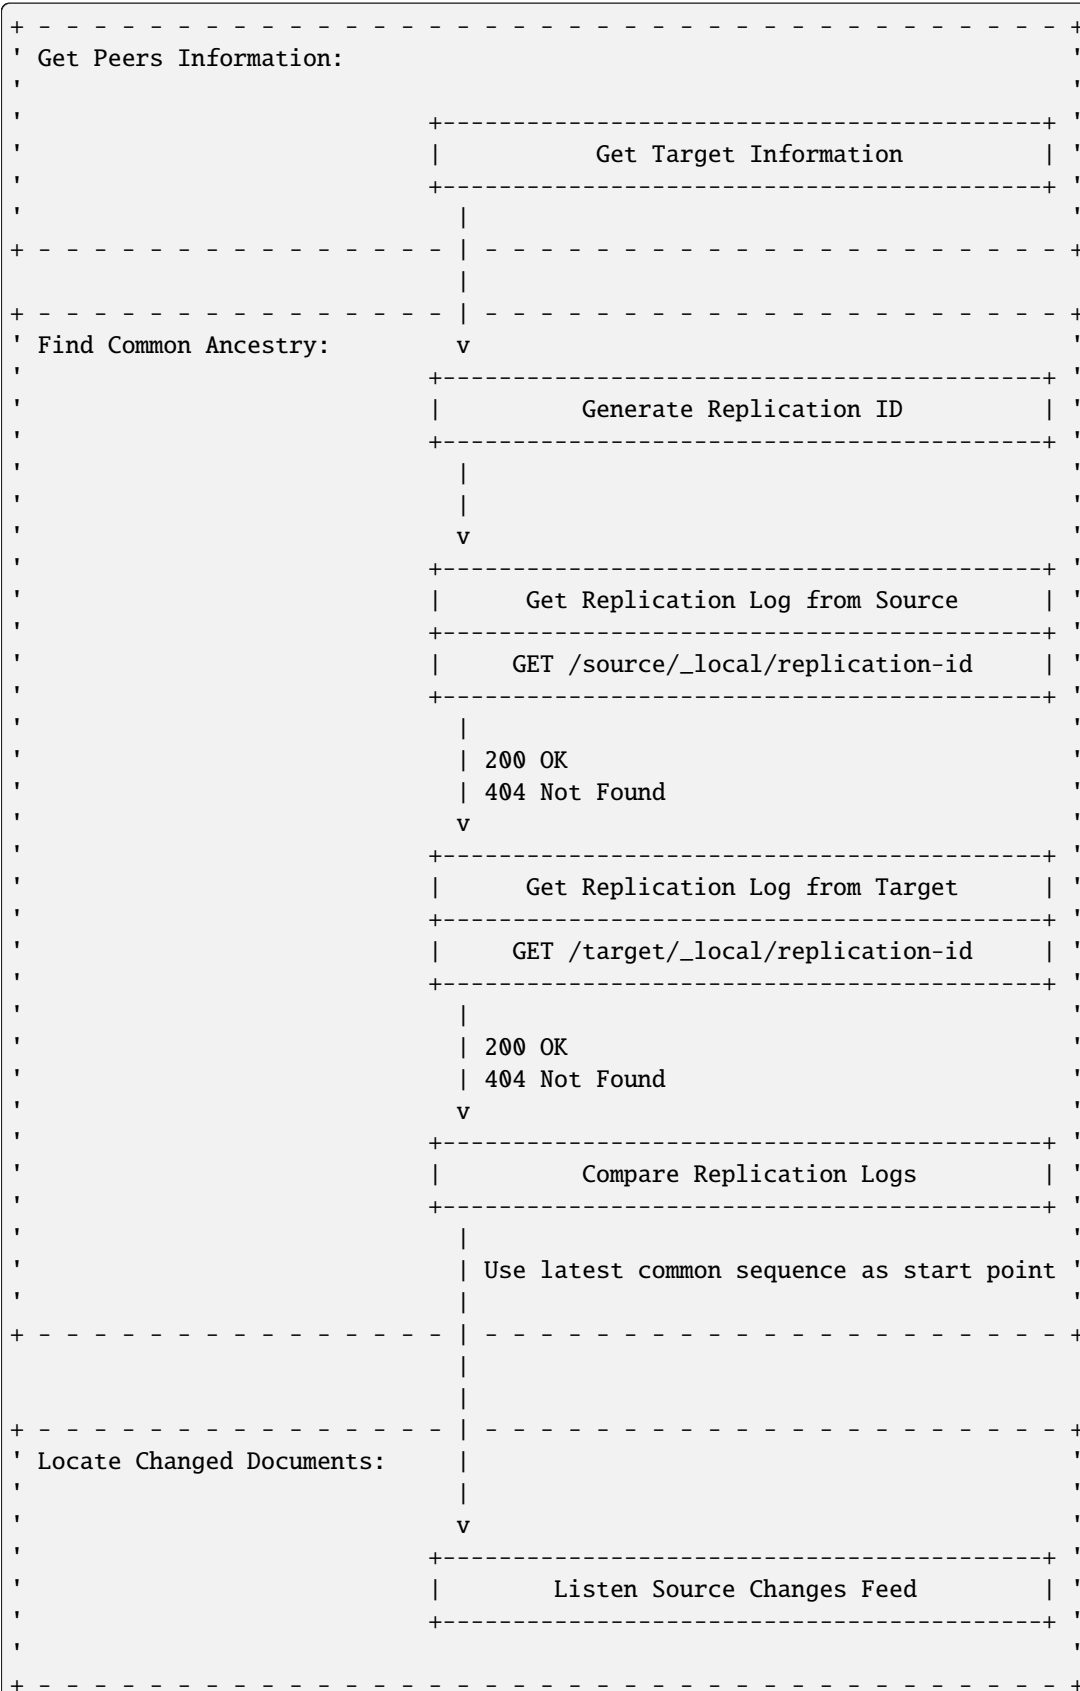 + - - - - - - - - - - - - - - - - - - - - - - - - - - - - - - - - - - - - - +
' Get Peers Information:                                                    '
'                                                                           '
'                             +-------------------------------------------+ '
'                             |           Get Target Information          | '
'                             +-------------------------------------------+ '
'                               |                                           '
+ - - - - - - - - - - - - - - - | - - - - - - - - - - - - - - - - - - - - - +
                                |
+ - - - - - - - - - - - - - - - | - - - - - - - - - - - - - - - - - - - - - +
' Find Common Ancestry:         v                                           '
'                             +-------------------------------------------+ '
'                             |          Generate Replication ID          | '
'                             +-------------------------------------------+ '
'                               |                                           '
'                               |                                           '
'                               v                                           '
'                             +-------------------------------------------+ '
'                             |      Get Replication Log from Source      | '
'                             +-------------------------------------------+ '
'                             |     GET /source/_local/replication-id     | '
'                             +-------------------------------------------+ '
'                               |                                           '
'                               | 200 OK                                    '
'                               | 404 Not Found                             '
'                               v                                           '
'                             +-------------------------------------------+ '
'                             |      Get Replication Log from Target      | '
'                             +-------------------------------------------+ '
'                             |     GET /target/_local/replication-id     | '
'                             +-------------------------------------------+ '
'                               |                                           '
'                               | 200 OK                                    '
'                               | 404 Not Found                             '
'                               v                                           '
'                             +-------------------------------------------+ '
'                             |          Compare Replication Logs         | '
'                             +-------------------------------------------+ '
'                               |                                           '
'                               | Use latest common sequence as start point '
'                               |                                           '
+ - - - - - - - - - - - - - - - | - - - - - - - - - - - - - - - - - - - - - +
                                |
                                |
+ - - - - - - - - - - - - - - - | - - - - - - - - - - - - - - - - - - - - - +
' Locate Changed Documents:     |                                           '
'                               |                                           '
'                               v                                           '
'                             +-------------------------------------------+ '
'                             |        Listen Source Changes Feed         | '
'                             +-------------------------------------------+ '
'                                                                           '
+ - - - - - - - - - - - - - - - - - - - - - - - - - - - - - - - - - - - - - +